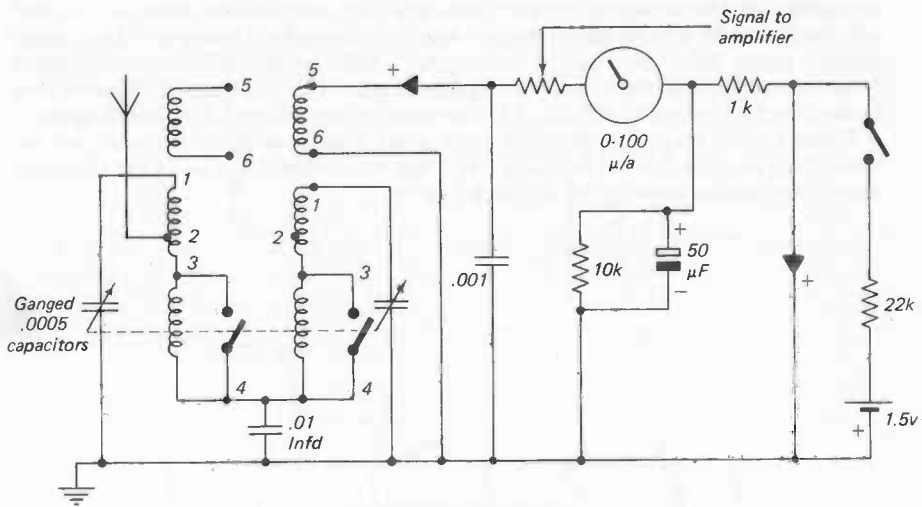 Signal to
amplifier
5
5
+
6
6
1 k
0-100
μ/a
1
1
2
2
3
3
+
10k
50
μF
−
.001
+
22k
Ganged
.0005
capacitors
4
4
.01
Infd
1.5v
+